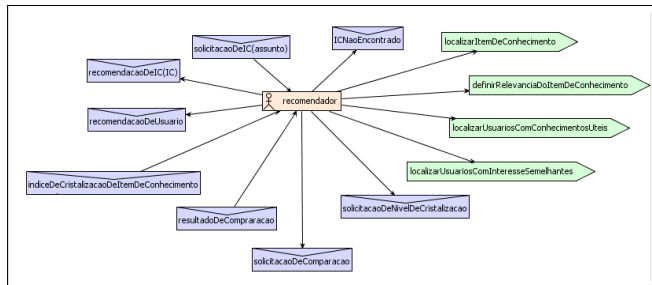 solicitacaoDeIC(assunto)
ICNaoEncontrado
localizarItemDeConhecimento
recomendacaoDeIC(IC)
definirRelevanciaDoItemDeConhecimento
recomendador
recomendacaoDeUsuario
localizarUsuariosComConhecimentosUteis
localizarUsuariosComInteresseSemelhantes
indiceDeCristalizacaoDeItemDeConhecimento
solicitacaoDeNivelDeCristalizacao
resultadoDeCompraracao
solicitacaoDeComparacao